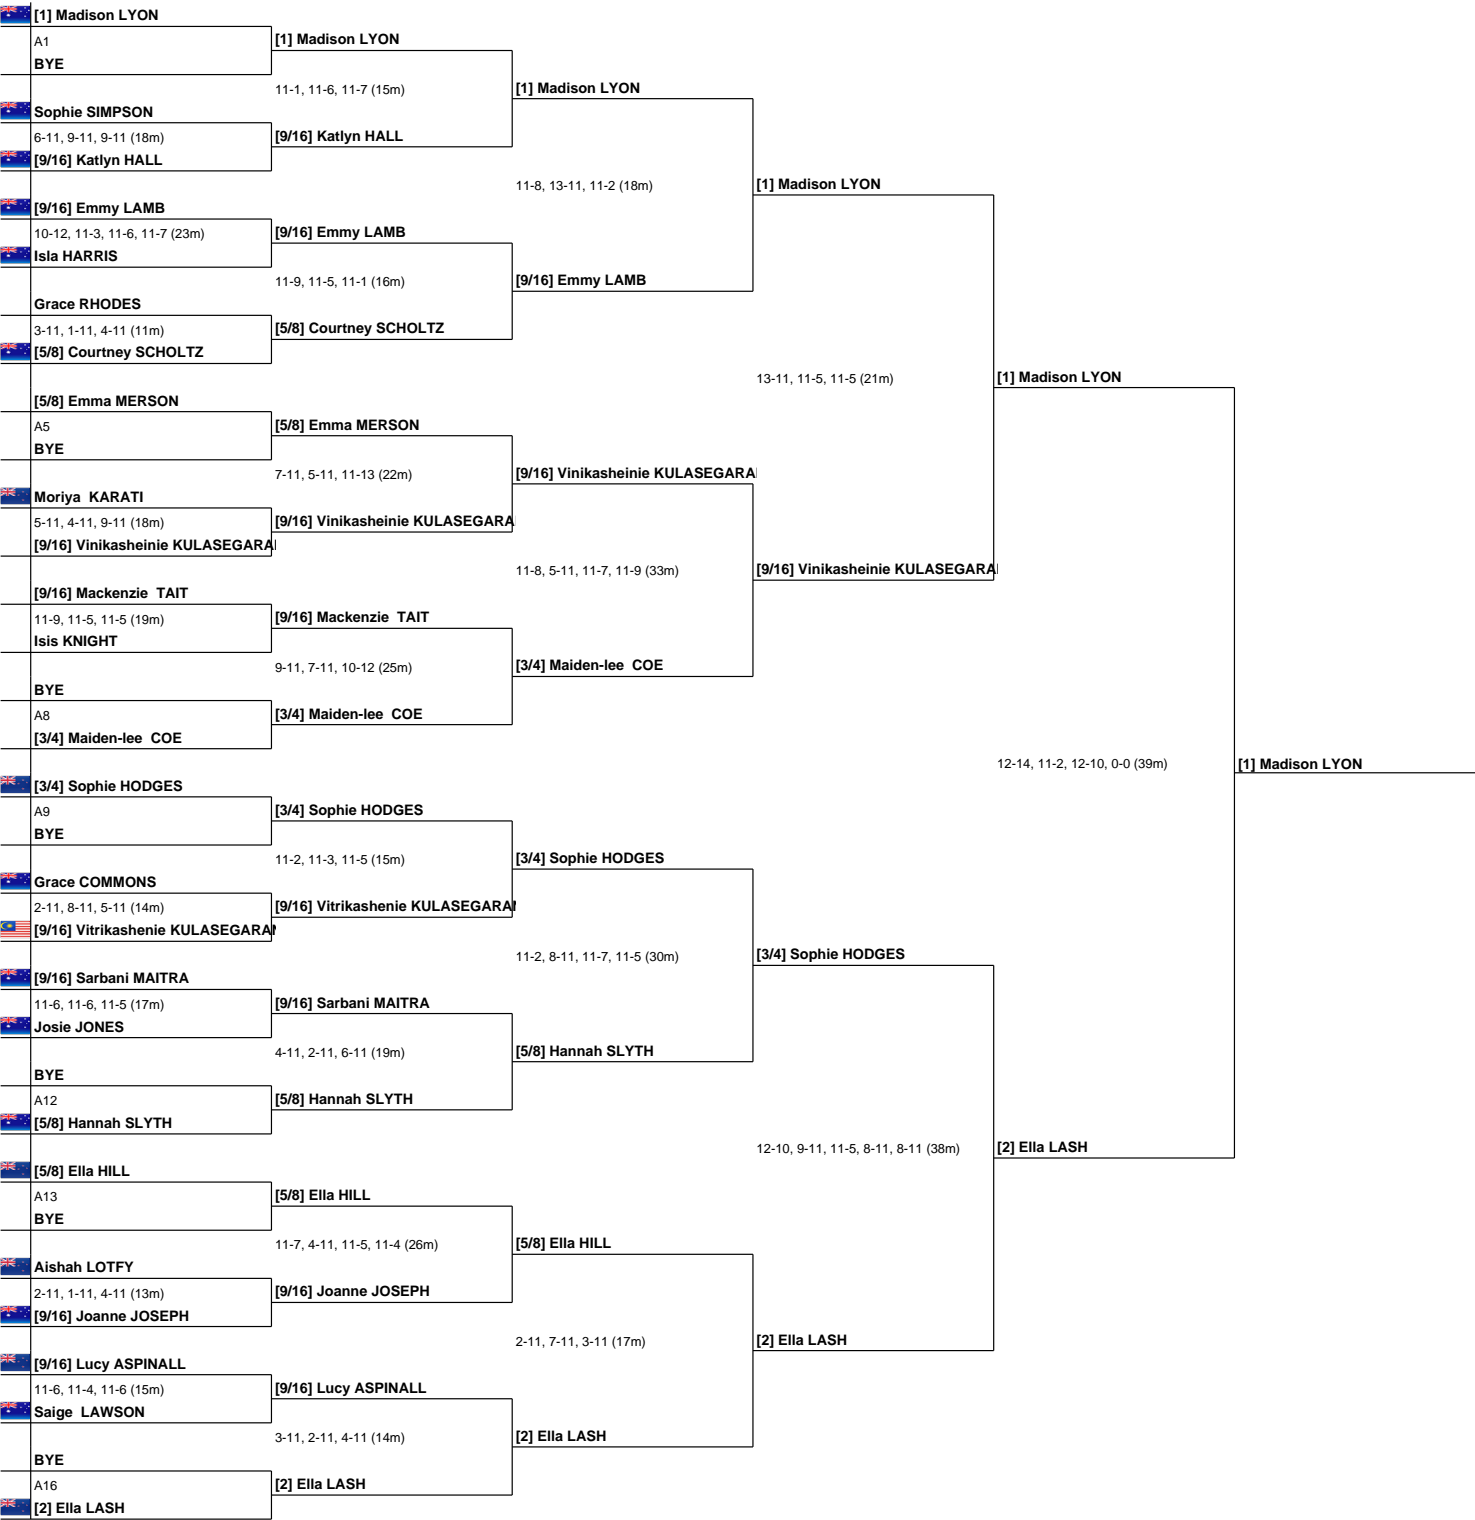 [1] Madison LYON
A1
BYE
Sophie SIMPSON
6-11, 9-11, 9-11 (18m)
[9/16] Katlyn HALL
[9/16] Emmy LAMB
10-12, 11-3, 11-6, 11-7 (23m)
Isla HARRIS
Grace RHODES
3-11, 1-11, 4-11 (11m)
[5/8] Courtney SCHOLTZ
[5/8] Emma MERSON
A5
BYE
Moriya KARATI
5-11, 4-11, 9-11 (18m)
[9/16] Vinikasheinie KULASEGARA
[9/16] Mackenzie TAIT
11-9, 11-5, 11-5 (19m)
Isis KNIGHT
BYE
A8
[3/4] Maiden-lee COE
[3/4] Sophie HODGES
A9
BYE
Grace COMMONS
2-11, 8-11, 5-11 (14m)
[9/16] Vitrikashenie KULASEGARAN
[9/16] Sarbani MAITRA
11-6, 11-6, 11-5 (17m)
Josie JONES
BYE
A12
[5/8] Hannah SLYTH
[5/8] Ella HILL
A13
BYE
Aishah LOTFY
2-11, 1-11, 4-11 (13m)
[9/16] Joanne JOSEPH
[9/16] Lucy ASPINALL
11-6, 11-4, 11-6 (15m)
Saige LAWSON
BYE
A16
[2] Ella LASH
[1] Madison LYON
11-1, 11-6, 11-7 (15m)
[9/16] Katlyn HALL
[9/16] Emmy LAMB
11-9, 11-5, 11-1 (16m)
[5/8] Courtney SCHOLTZ
[5/8] Emma MERSON
7-11, 5-11, 11-13 (22m)
[9/16] Vinikasheinie KULASEGARA
[9/16] Mackenzie TAIT
9-11, 7-11, 10-12 (25m)
[3/4] Maiden-lee COE
[3/4] Sophie HODGES
11-2, 11-3, 11-5 (15m)
[9/16] Vitrikashenie KULASEGARAN
[9/16] Sarbani MAITRA
4-11, 2-11, 6-11 (19m)
[5/8] Hannah SLYTH
[5/8] Ella HILL
11-7, 4-11, 11-5, 11-4 (26m)
[9/16] Joanne JOSEPH
[9/16] Lucy ASPINALL
3-11, 2-11, 4-11 (14m)
[2] Ella LASH
[1] Madison LYON
11-8, 13-11, 11-2 (18m)
[9/16] Emmy LAMB
[9/16] Vinikasheinie KULASEGARA
11-8, 5-11, 11-7, 11-9 (33m)
[3/4] Maiden-lee COE
[3/4] Sophie HODGES
11-2, 8-11, 11-7, 11-5 (30m)
[5/8] Hannah SLYTH
[5/8] Ella HILL
2-11, 7-11, 3-11 (17m)
[2] Ella LASH
[1] Madison LYON
13-11, 11-5, 11-5 (21m)
[9/16] Vinikasheinie KULASEGARA
[3/4] Sophie HODGES
12-10, 9-11, 11-5, 8-11, 8-11 (38m)
[2] Ella LASH
[1] Madison LYON
12-14, 11-2, 12-10, 0-0 (39m)
[2] Ella LASH
[1] Madison LYON